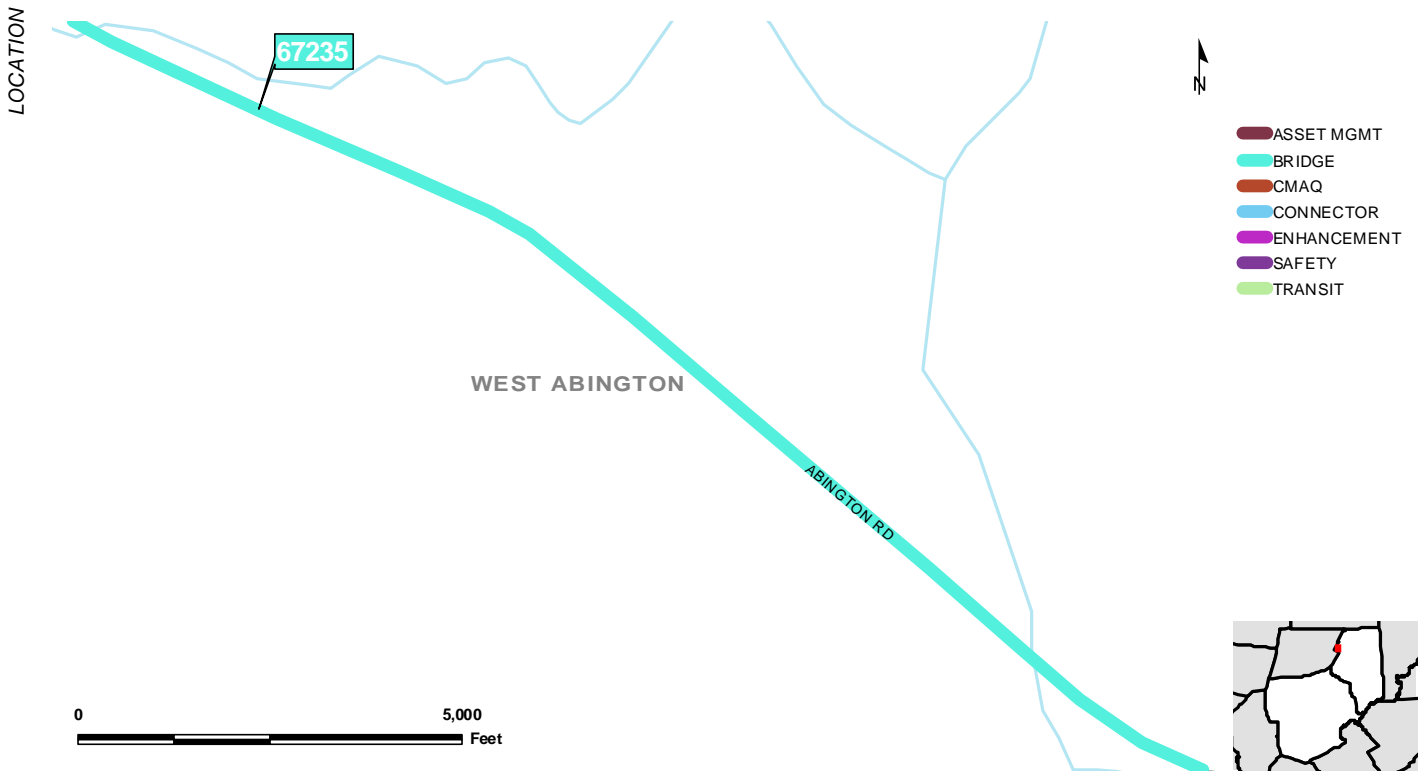 LOCATION
67235
N
ASSET MGMT
BRIDGE
CMAQ
CONNECTOR
ENHANCEMENT
SAFETY
TRANSIT
WEST ABINGTON
ABINGTON RD
0 5,000
Feet